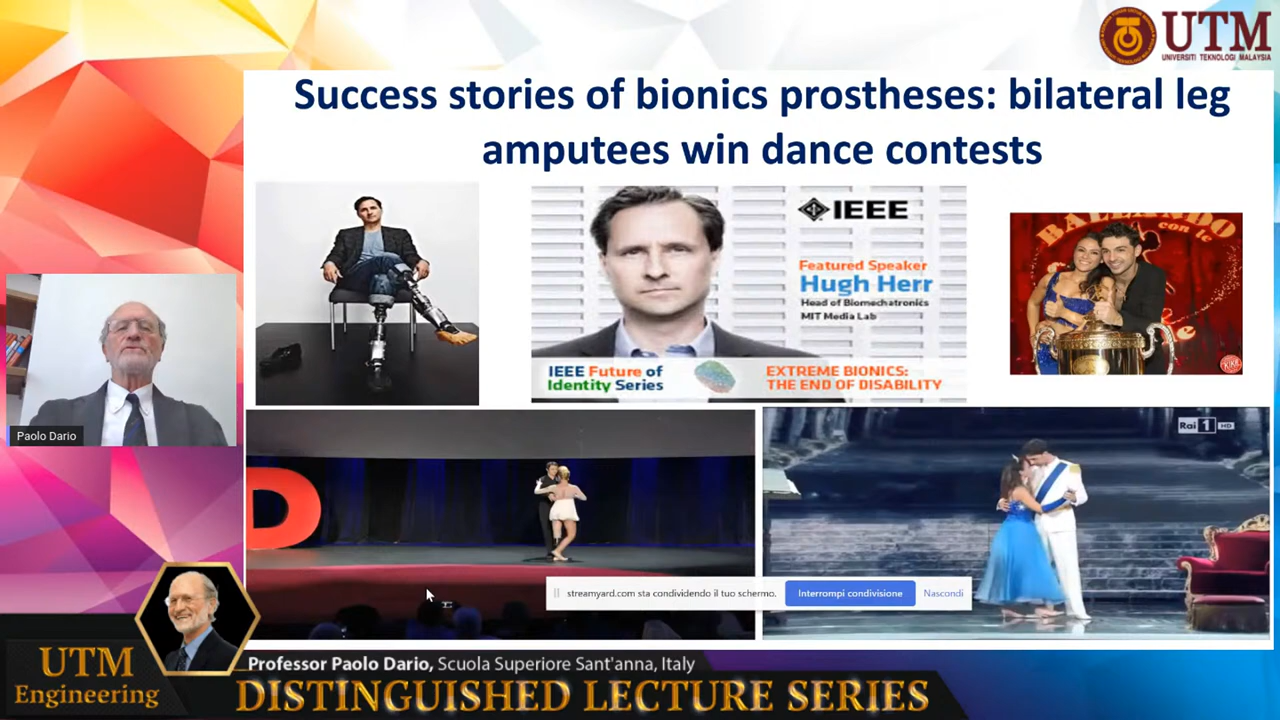 UTM
UNIVERSITI TEKNOLOGI MALAYSIA
Success stories of bionics prostheses: bilateral leg
amputees win dance contests
IEEE
Featured Speaker
Hugh Herr
Head of Biomechatronics
MIT Media Lab
IEEE Future of
Identity Series
EXTREME BIONICS:
THE END OF DISABILITY
BALLANDO
con le
Paolo Dario
D
Rai 1 HD
streamyard.com sta condividendo il tuo schermo.
Interrompi condivisione
Nascondi
UTM
Engineering
Professor Paolo Dario, Scuola Superiore Sant'anna, Italy
DISTINGUISHED LECTURE SERIES